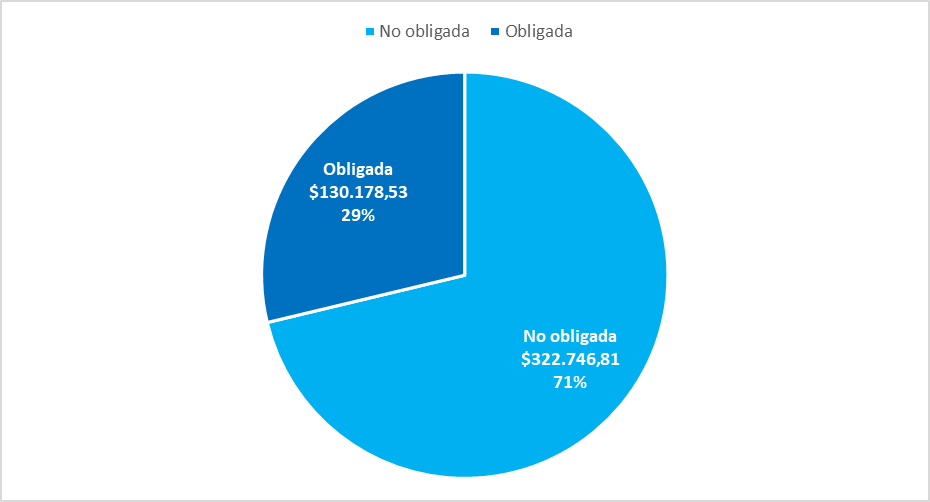 No obligada
Obligada
Obligada
$130.178,53
29%
No obligada
$322.746,81
71%